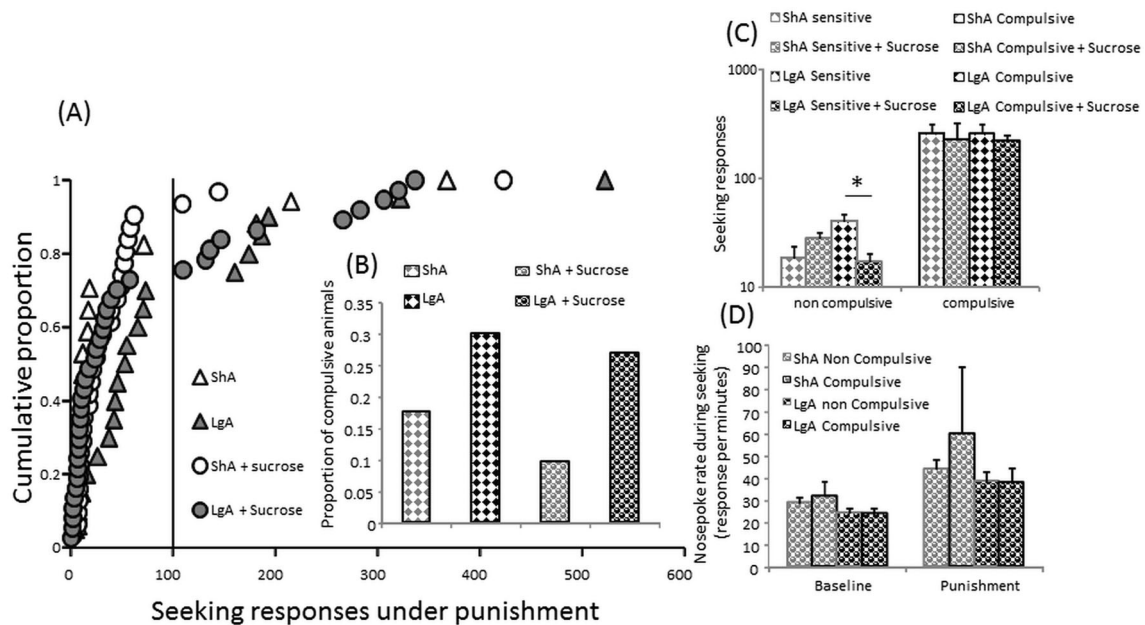 (A)
Cumulative proportion
1
0.8
0.6
0.4
0.2
0
0
100
200
300
400
500
600
Seeking responses under punishment
ShA
LgA
ShA + sucrose
LgA + Sucrose
(B)
ShA
ShA + Sucrose
LgA
LgA + Sucrose
Proportion of compulsive animals
0.4
0.35
0.3
0.25
0.2
0.15
0.1
0.05
0
(C)
ShA sensitive
ShA Compulsive
ShA Sensitive + Sucrose
ShA Compulsive + Sucrose
LgA Sensitive
LgA Compulsive
LgA Sensitive + Sucrose
LgA Compulsive + Sucrose
Seeking responses
1000
100
10
*
non compulsive
compulsive
(D)
Nosepoke rate during seeking
(response per minutes)
100
90
80
70
60
50
40
30
20
10
0
ShA Non Compulsive
ShA Compulsive
LgA non Compulsive
LgA Compulsive
Baseline
Punishment